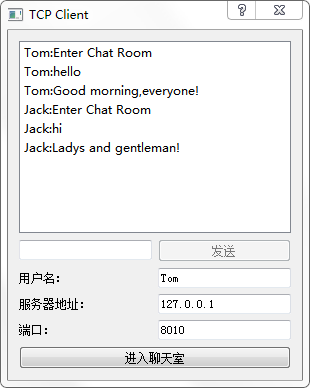 TCP Client
Tom:Enter Chat Room
Tom:hello
Tom:Good morning,everyone!
Jack:Enter Chat Room
Jack:hi
Jack:Ladys and gentleman!
发送
用户名: Tom
服务器地址: 127.0.0.1
端口: 8010
进入聊天室